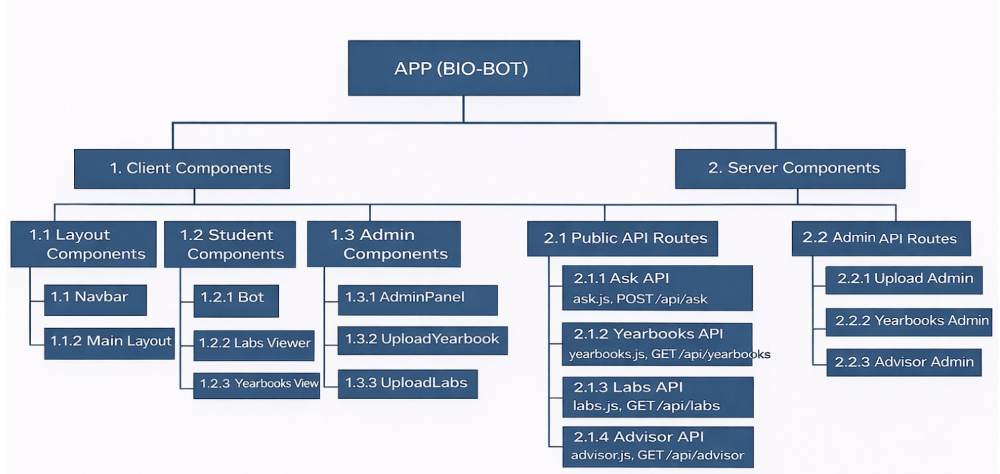 APP (BIO-BOT)
1. Client Components
2. Server Components
1.1 Layout
Components
1.2 Student
Components
1.3 Admin
Components
2.1 Public API Routes
2.2 Admin API Routes
1.1 Navbar
1.1.2 Main Layout
1.2.1 Bot
1.2.2 Labs Viewer
1.2.3 Yearbooks View
1.3.1 AdminPanel
1.3.2 UploadYearbook
1.3.3 UploadLabs
2.1.1 Ask API
ask.js, POST /api/ask
2.1.2 Yearbooks API
yearbooks.js, GET /api/yearbooks
2.1.3 Labs API
labs.js, GET /api/labs
2.1.4 Advisor API
advisor.js, GET /api/advisor
2.2.1 Upload Admin
2.2.2 Yearbooks Admin
2.2.3 Advisor Admin